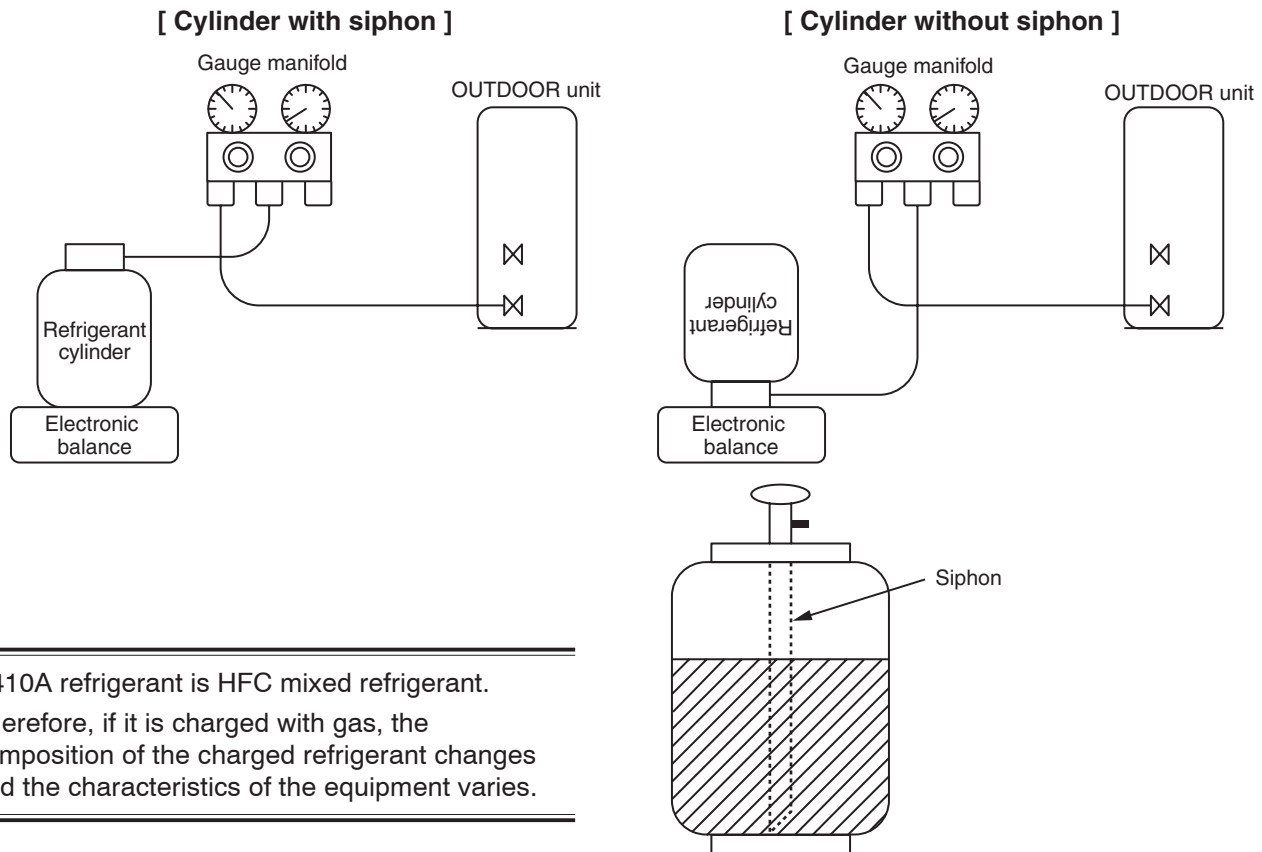 [ Cylinder with siphon ]
Gauge manifold
OUTDOOR unit
Refrigerant
cylinder
Electronic
balance
[ Cylinder without siphon ]
Gauge manifold
OUTDOOR unit
Refrigerant
cylinder
Electronic
balance
Siphon
410A refrigerant is HFC mixed refrigerant.
erefore, if it is charged with gas, the
mposition of the charged refrigerant changes
d the characteristics of the equipment varies.